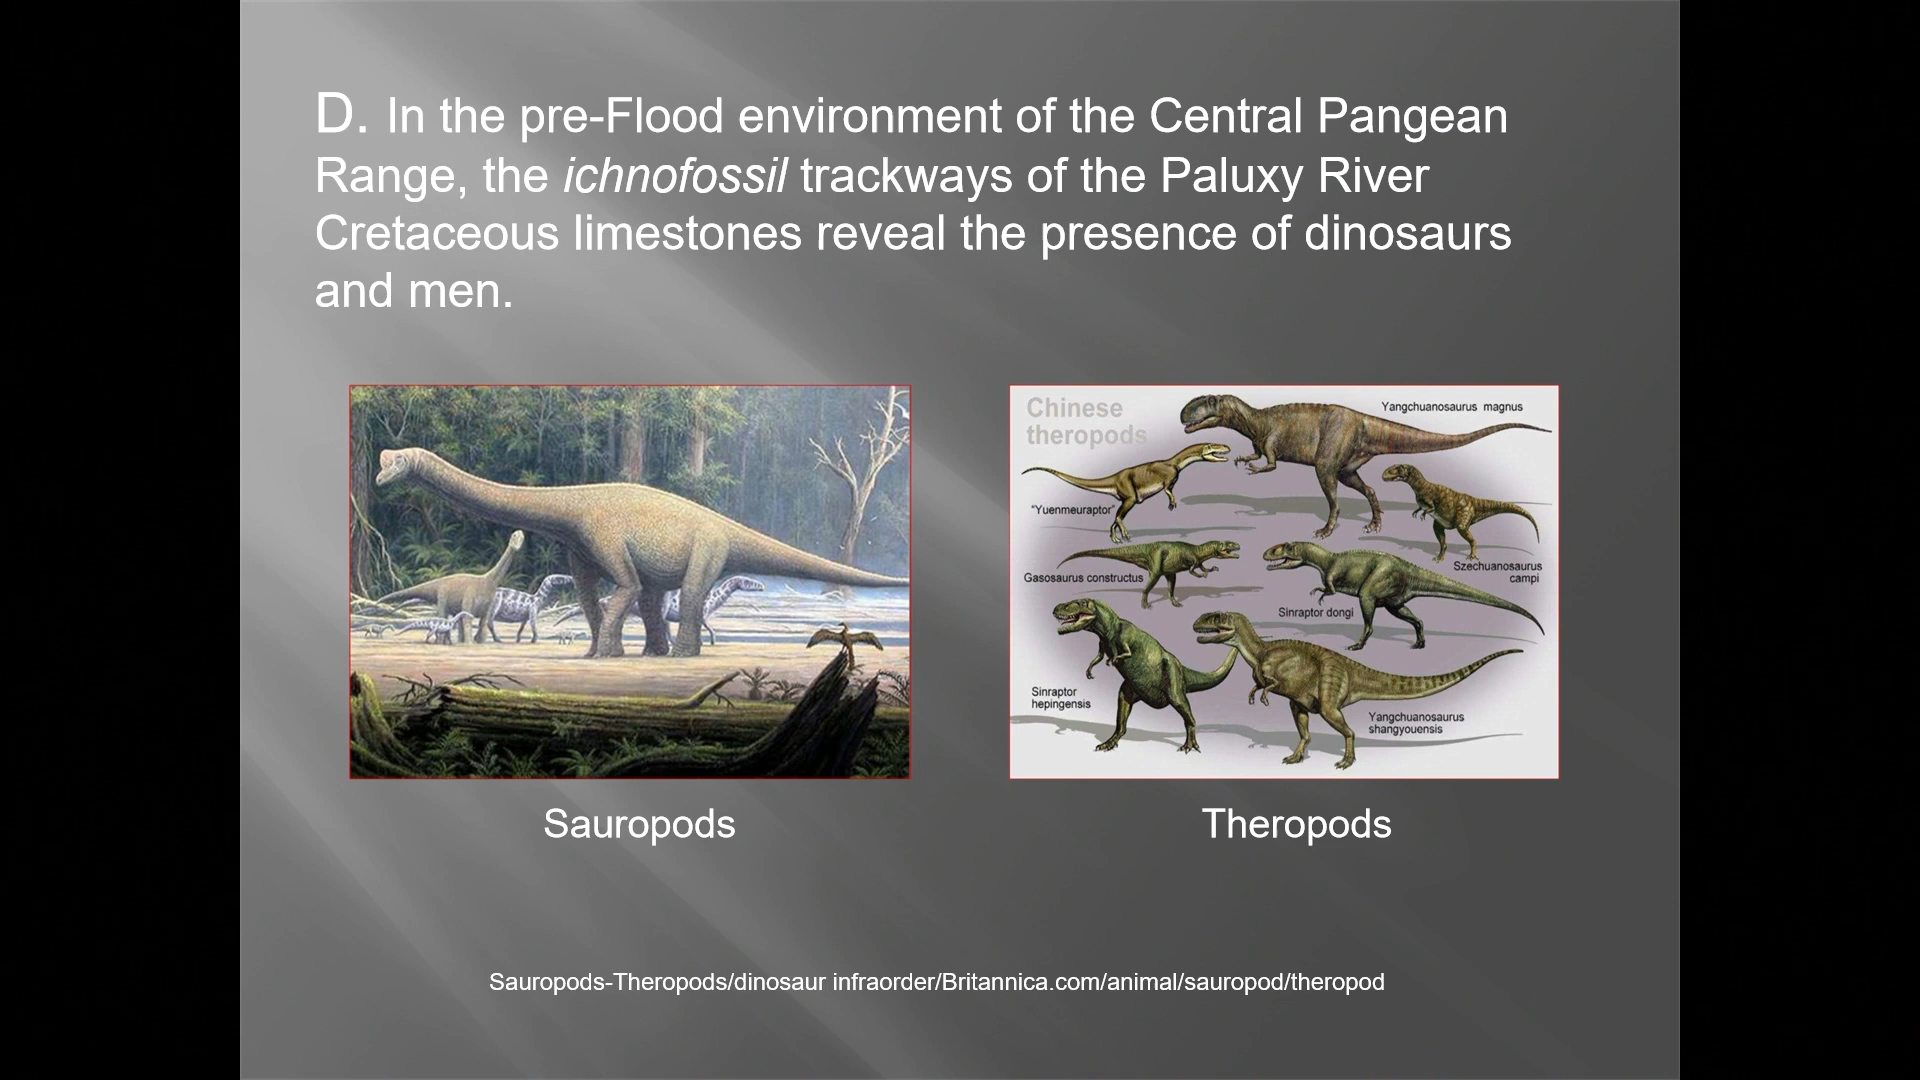 D. In the pre-Flood environment of the Central Pangean
Range, the ichnofossil trackways of the Paluxy River
Cretaceous limestones reveal the presence of dinosaurs
and men.
Chinese
theropods
Yangchuanosaurus magnus
"Yuenmeuraptor"
Szechuanosaurus
campi
Gasosaurus constructus
Sinraptor dongi
Sinraptor
hepingensis
Yangchuanosaurus
shangyouensis
Sauropods
Theropods
Sauropods-Theropods/dinosaur infraorder/Britannica.com/animal/sauropod/theropod